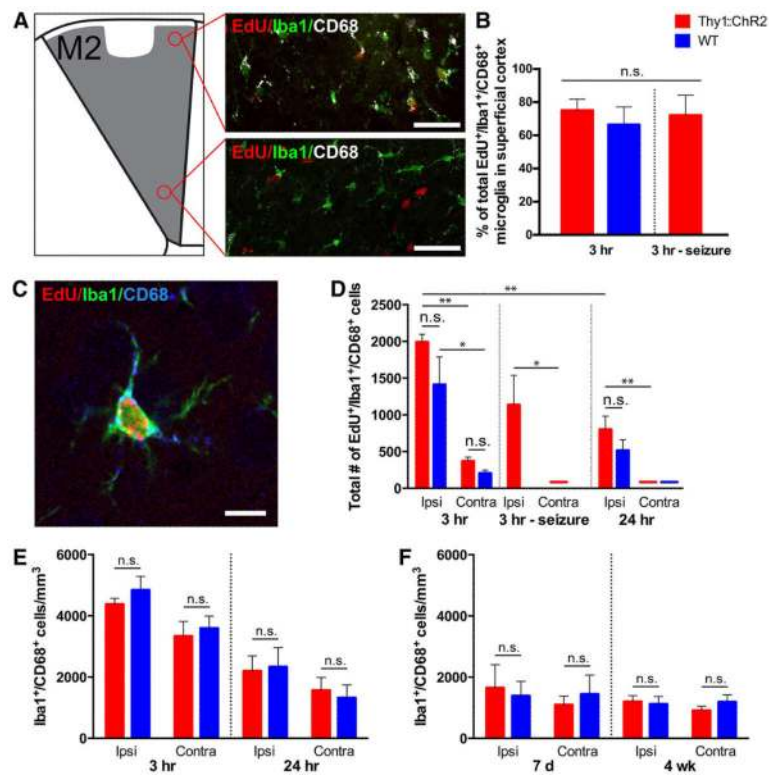 A
M2
EdU/Iba1/CD68
EdU/Iba1/CD68
B
Thy1::ChR2
WT
% of total EdU⁺/Iba1⁺/CD68⁺
microglia in superficial cortex
100
80
60
40
20
0
n.s.
3 hr
3 hr - seizure
C
EdU/Iba1/CD68
D
Total # of EdU⁺/Iba1⁺/CD68⁺ cells
2500
2000
1500
1000
500
0
**
**
n.s.
*
n.s.
*
**
n.s.
Ipsi Contra Ipsi Contra Ipsi Contra
3 hr 3 hr - seizure 24 hr
E
Iba1⁺/CD68⁺ cells/mm³
6000
4000
2000
0
n.s. n.s. n.s. n.s.
Ipsi Contra Ipsi Contra
3 hr 24 hr
F
Iba1⁺/CD68⁺ cells/mm³
6000
4000
2000
0
n.s. n.s. n.s. n.s.
Ipsi Contra Ipsi Contra
7 d 4 wk